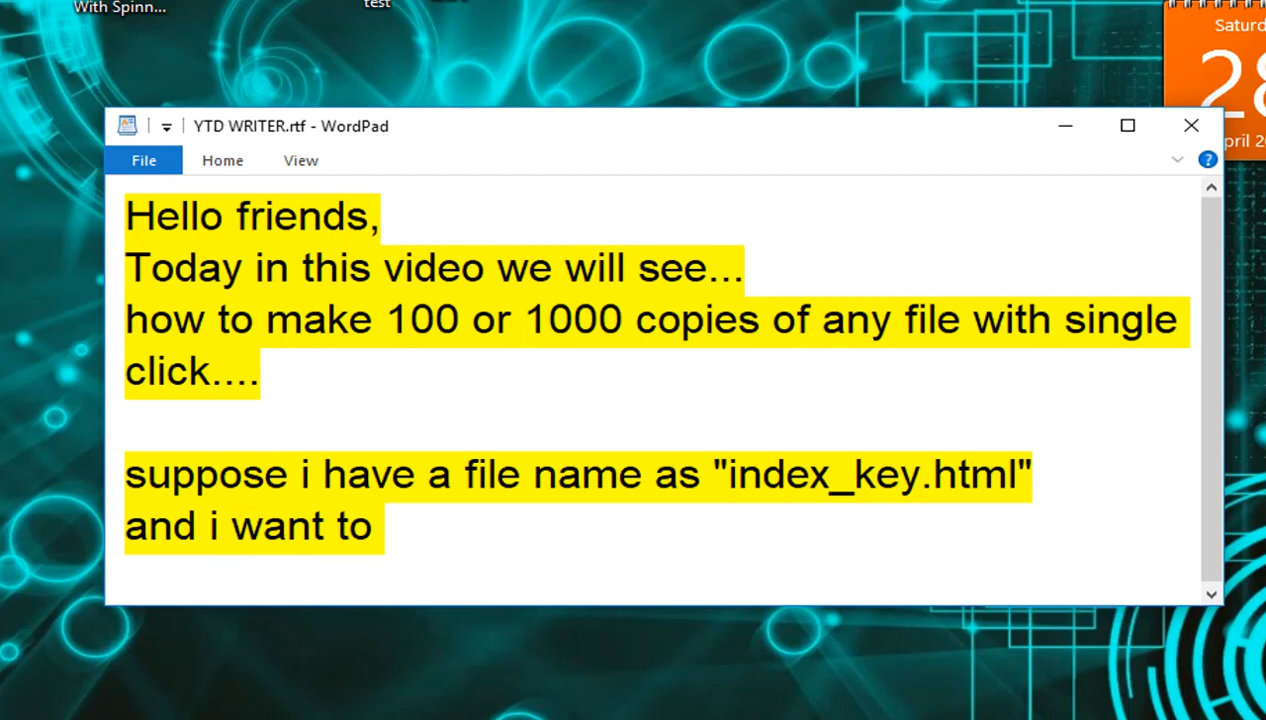 With Spinn...
test
Saturd
28
pril 20
YTD WRITER.rtf - WordPad
File Home View
?
Hello friends,
Today in this video we will see...
how to make 100 or 1000 copies of any file with single
click....
suppose i have a file name as "index_key.html"
and i want to